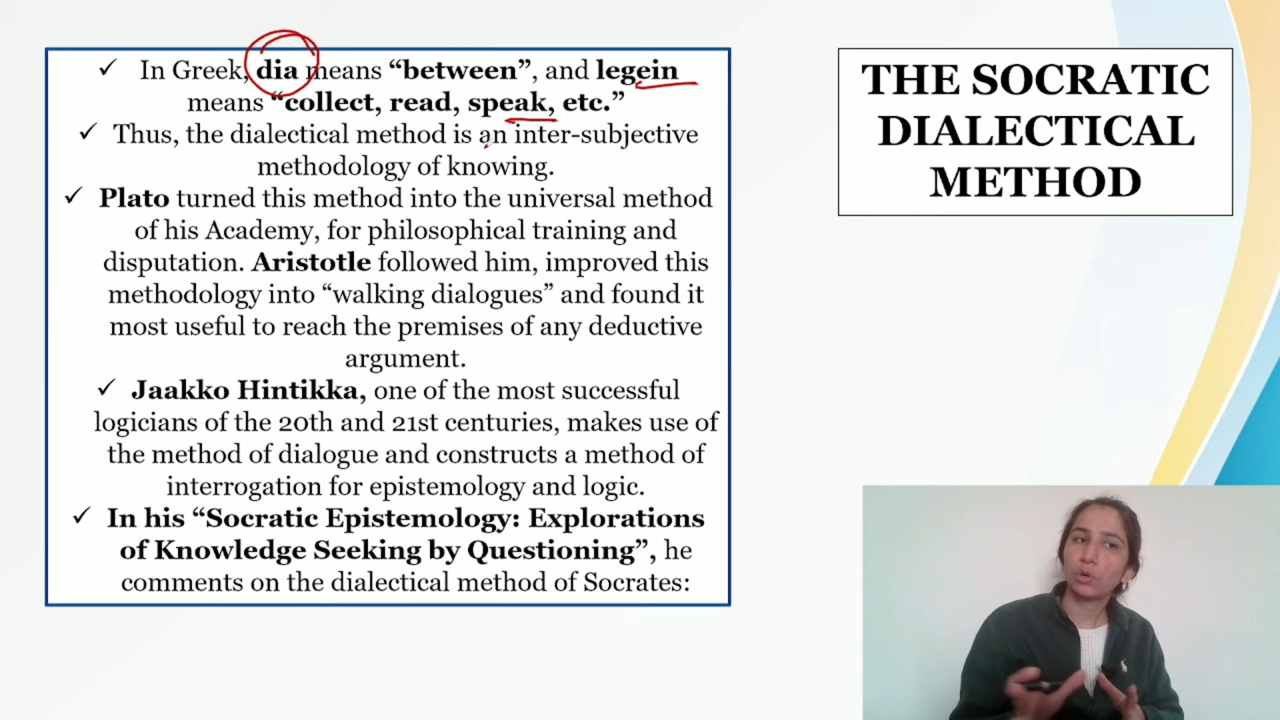 ✓ In Greek, dia means “between”, and legein
means “collect, read, speak, etc.”
✓ Thus, the dialectical method is an inter-subjective
methodology of knowing.
✓ Plato turned this method into the universal method
of his Academy, for philosophical training and
disputation. Aristotle followed him, improved this
methodology into “walking dialogues” and found it
most useful to reach the premises of any deductive
argument.
✓ Jaakko Hintikka, one of the most successful
logicians of the 20th and 21st centuries, makes use of
the method of dialogue and constructs a method of
interrogation for epistemology and logic.
✓ In his “Socratic Epistemology: Explorations
of Knowledge Seeking by Questioning”, he
comments on the dialectical method of Socrates:
THE SOCRATIC
DIALECTICAL
METHOD